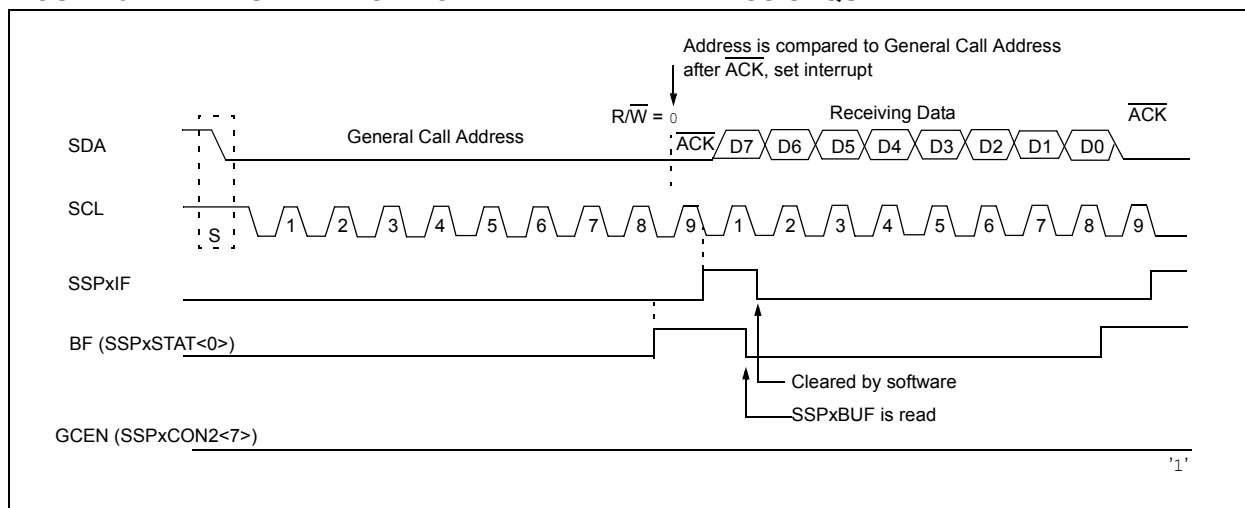 Address is compared to General Call Address
after ACK, set interrupt
R/W = 0
Receiving Data
ACK
General Call Address
SDA
ACK D7 D6 D5 D4 D3 D2 D1 D0
SCL
S
1 2 3 4 5 6 7 8 9 1 2 3 4 5 6 7 8 9
SSPxIF
BF (SSPxSTAT<0>)
Cleared by software
SSPxBUF is read
GCEN (SSPxCON2<7>)
'1'